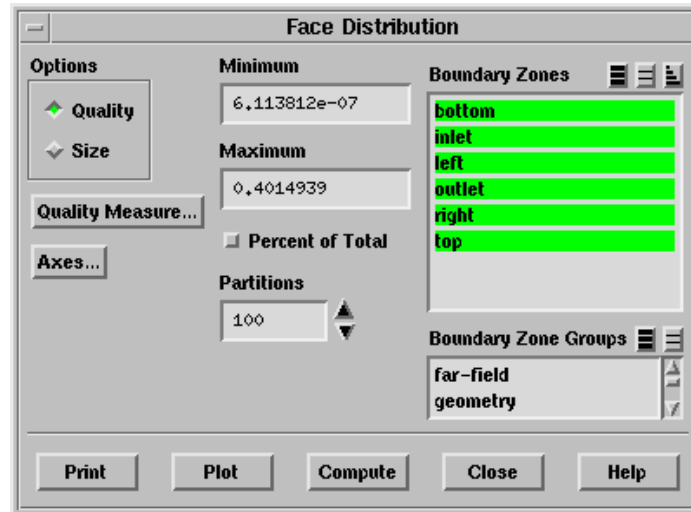 Face Distribution
Options
Quality
Size
Quality Measure...
Axes...
Minimum
6.113812e-07
Maximum
0.4014939
Percent of Total
Partitions
100
Boundary Zones
bottom
inlet
left
outlet
right
top
Boundary Zone Groups
far-field
geometry
Print
Plot
Compute
Close
Help